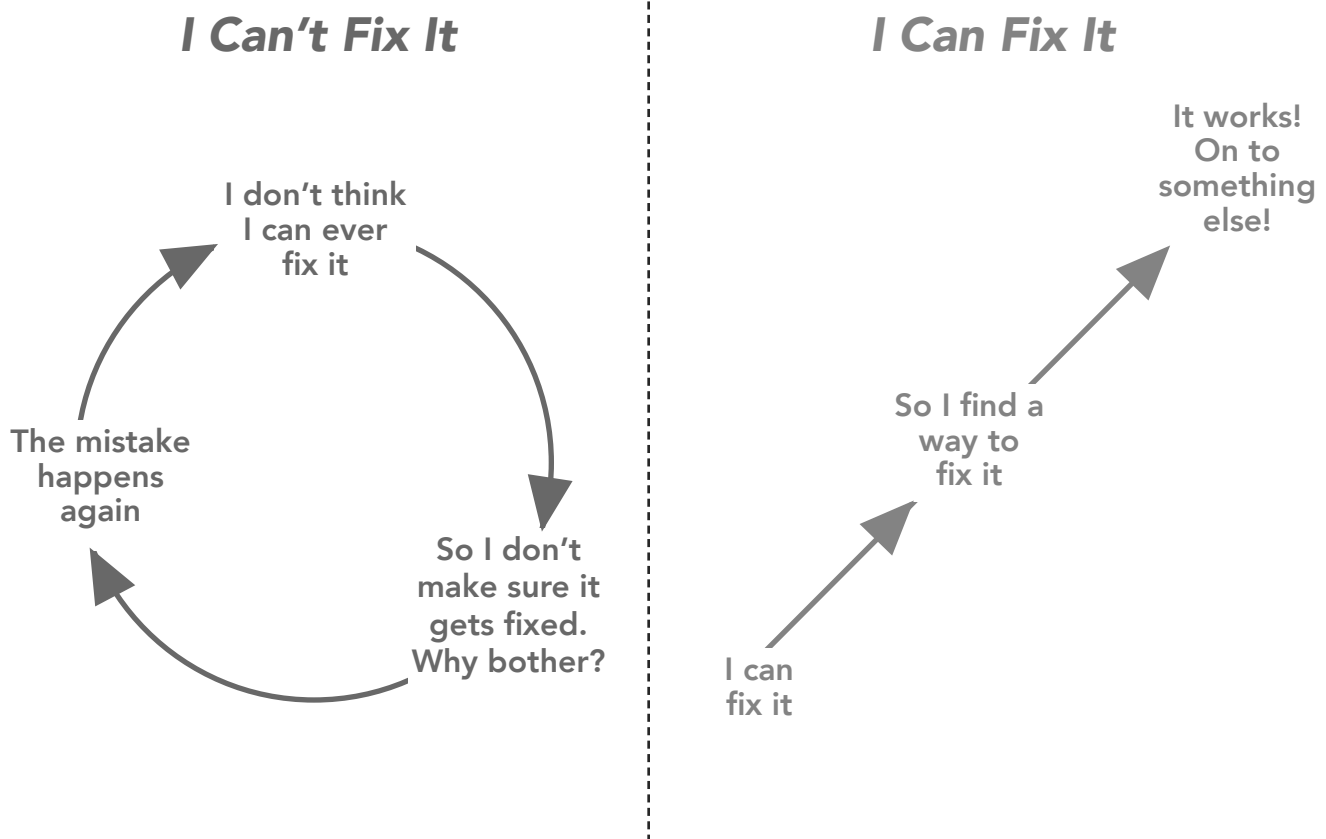 I Can’t Fix It
I don’t think
I can ever
fix it
So I don’t
make sure it
gets fixed.
Why bother?
The mistake
happens
again
I Can Fix It
I can
fix it
So I find a
way to
fix it
It works!
On to
something
else!